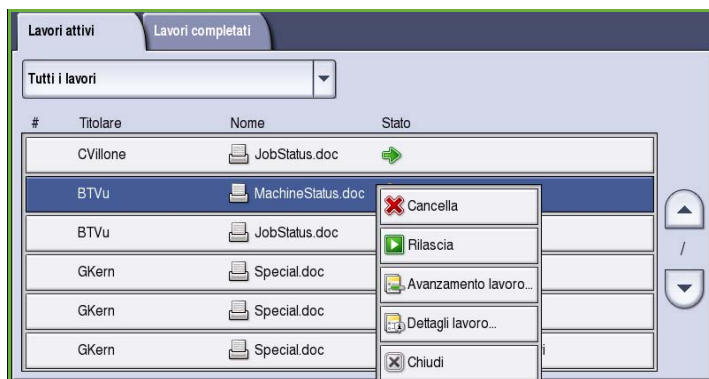 Lavori attivi Lavori completati
Tutti i lavori
# Titolare Nome Stato
CVillone JobStatus.doc
BTVu MachineStatus.doc
Cancella
BTVu JobStatus.doc
Rilascia
/
GKern Special.doc
Avanzamento lavoro...
GKern Special.doc
Dettagli lavoro...
GKern Special.doc
Chiudi